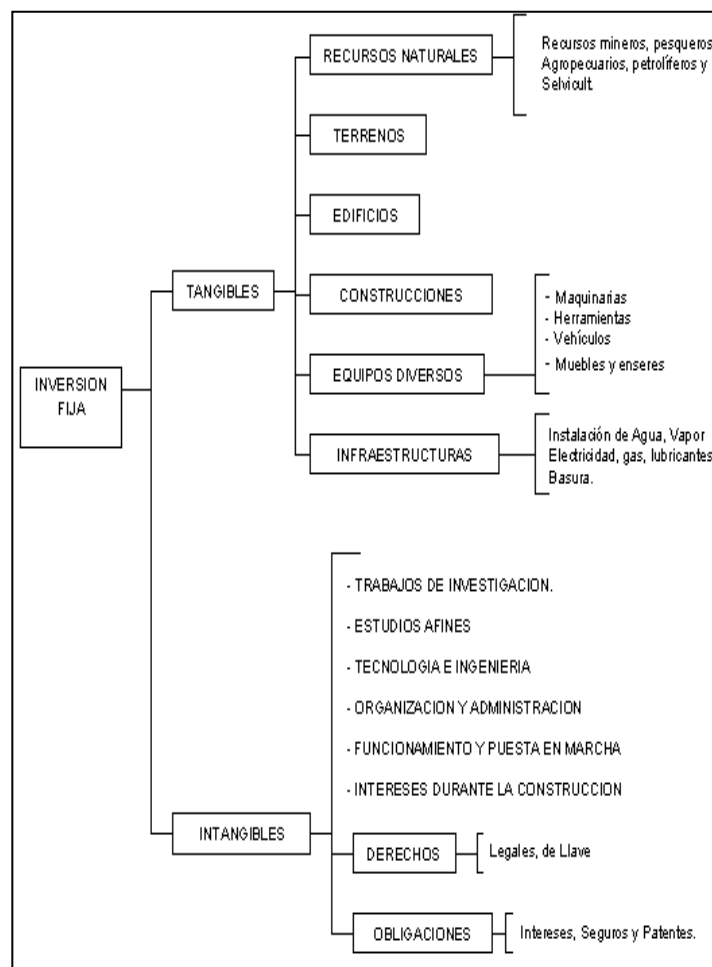 RECURSOS NATURALES
Recursos mineros, pesqueros
Agropecuarios, petrolíferos y
Selvicult.
TERRENOS
EDIFICIOS
TANGIBLES
CONSTRUCCIONES
- Maquinarias
- Herramientas
- Vehículos
- Muebles y enseres
EQUIPOS DIVERSOS
INVERSION
FIJA
INFRAESTRUCTURAS
Instalación de Agua, Vapor
Electricidad, gas, lubricantes
Basura.
- TRABAJOS DE INVESTIGACION.
- ESTUDIOS AFINES
- TECNOLOGIA E INGENIERIA
- ORGANIZACION Y ADMINISTRACION
- FUNCIONAMIENTO Y PUESTA EN MARCHA
- INTERESES DURANTE LA CONSTRUCCION
INTANGIBLES
DERECHOS
Legales, de Llave
OBLIGACIONES
Intereses, Seguros y Patentes.